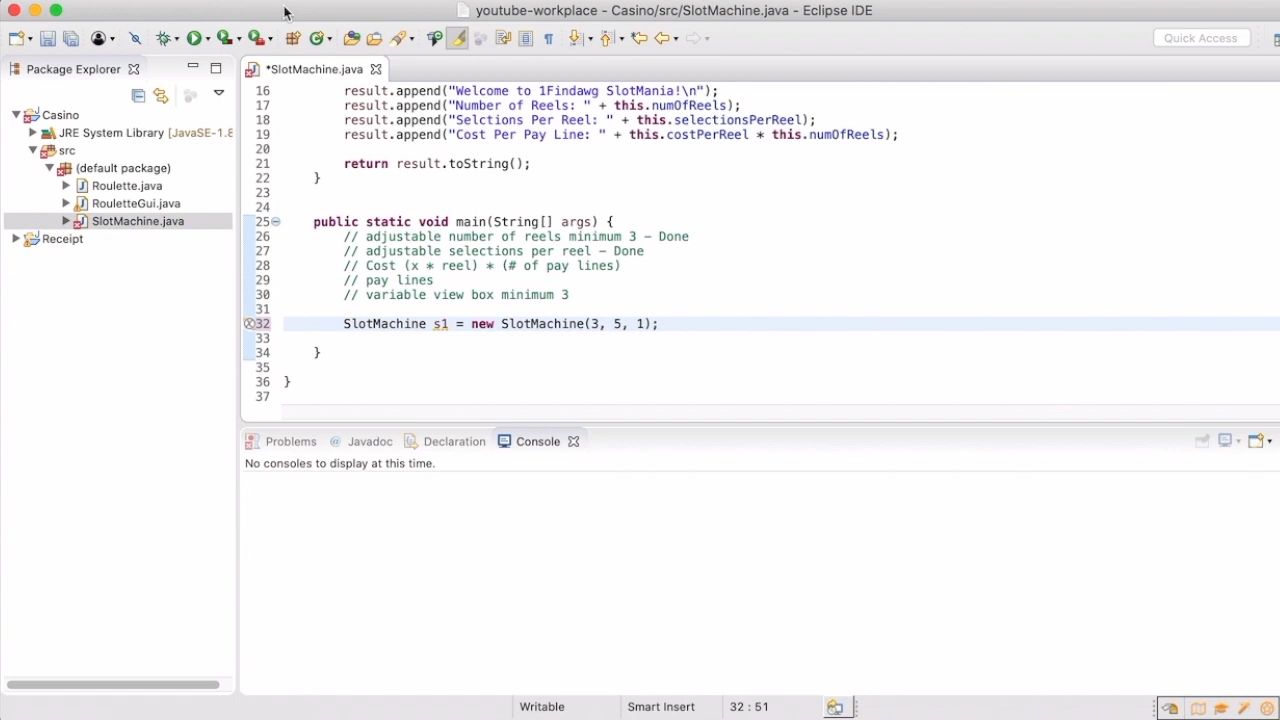 youtube-workplace - Casino/src/SlotMachine.java - Eclipse IDE
Quick Access
Package Explorer
*SlotMachine.java
Casino
JRE System Library [JavaSE-1.8
src
(default package)
Roulette.java
RouletteGui.java
SlotMachine.java
Receipt
16 result.append("Welcome to 1Findawg SlotMania!\n");
17 result.append("Number of Reels: " + this.numOfReels);
18 result.append("Selctions Per Reel: " + this.selectionsPerReel);
19 result.append("Cost Per Pay Line: " + this.costPerReel * this.numOfReels);
20
21 return result.toString();
22 }
23
24
25 public static void main(String[] args) {
26 // adjustable number of reels minimum 3 – Done
27 // adjustable selections per reel – Done
28 // Cost (x * reel) * (# of pay lines)
29 // pay lines
30 // variable view box minimum 3
31
32 SlotMachine s1 = new SlotMachine(3, 5, 1);
33
34 }
35
36 }
37
Problems
@ Javadoc
Declaration
Console
No consoles to display at this time.
Writable
Smart Insert
32 : 51